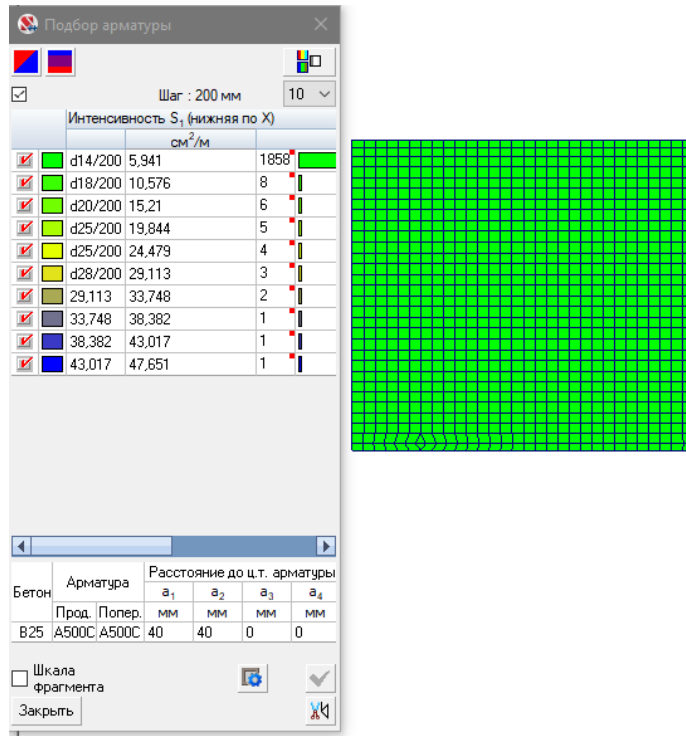 Подбор арматуры
Шаг : 200 мм 10
Интенсивность S₁ (нижняя по X)
см²/м
d14/200 5,941 1858
d18/200 10,576 8
d20/200 15,21 6
d25/200 19,844 5
d25/200 24,479 4
d28/200 29,113 3
29,113 33,748 2
33,748 38,382 1
38,382 43,017 1
43,017 47,651 1
Бетон Арматура Расстояние до ц.т. арматуры
a₁ a₂ a₃ a₄
Прод. Попер. мм мм мм мм
B25 A500C A500C 40 40 0 0
Шкала
фрагмента
Закрыть